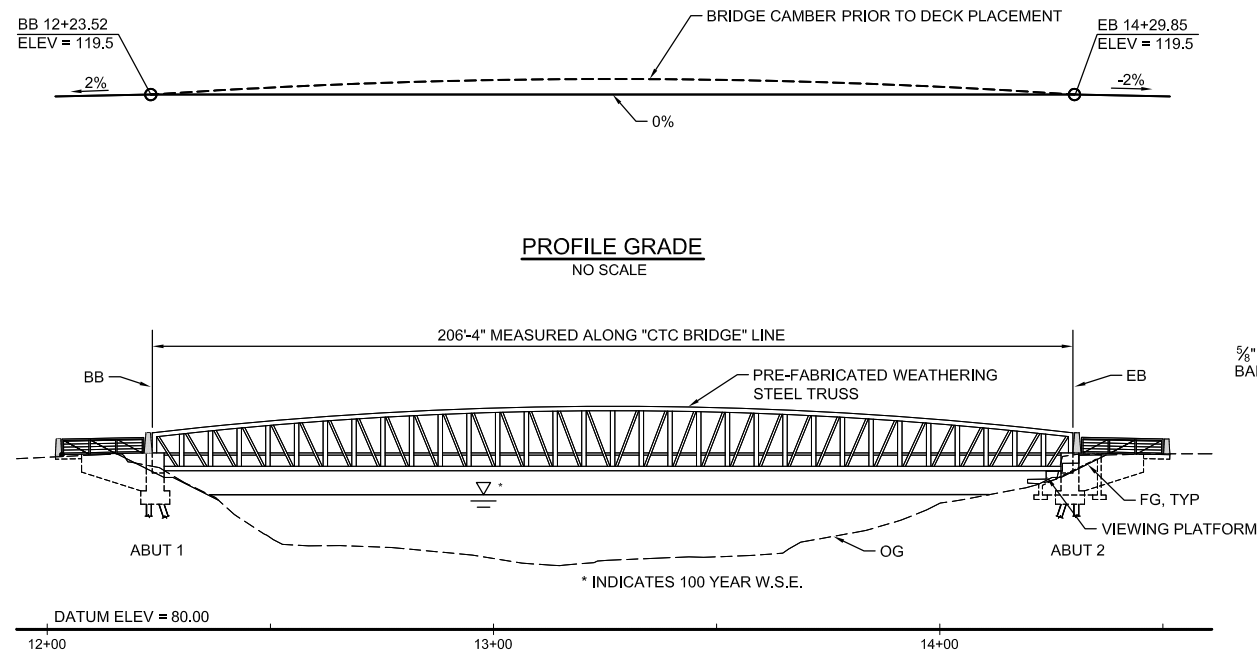 BB 12+23.52
ELEV = 119.5
BRIDGE CAMBER PRIOR TO DECK PLACEMENT
EB 14+29.85
ELEV = 119.5
2%
-2%
0%
PROFILE GRADE
NO SCALE
206'-4" MEASURED ALONG "CTC BRIDGE" LINE
BB
PRE-FABRICATED WEATHERING
STEEL TRUSS
EB
5/8"
*
FG, TYP
VIEWING PLATFORM
ABUT 1
OG
ABUT 2
* INDICATES 100 YEAR W.S.E.
DATUM ELEV = 80.00
12+00
13+00
14+00